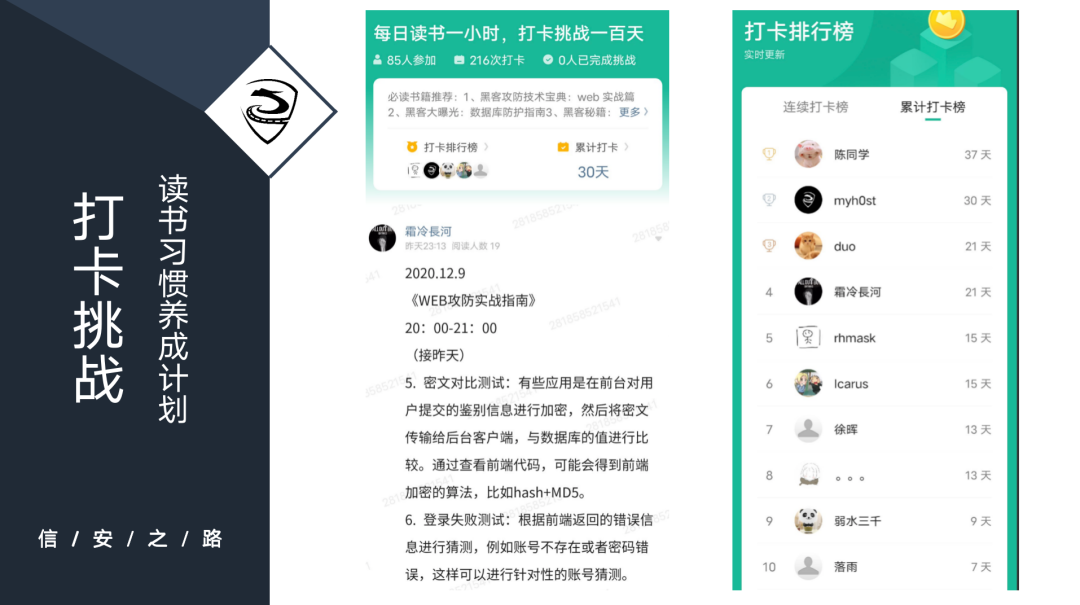 打卡挑战
读书习惯养成计划
信 / 安 / 之 / 路
每日读书一小时，打卡挑战一百天
85人参加 216次打卡 0人已完成挑战
必读书籍推荐：1、黑客攻防技术宝典：web 实战篇
2、黑客大曝光：数据库防护指南3、黑客秘籍： 更多
打卡排行榜 累计打卡
30天
霜冷長河
昨天23:13 阅读人数 19
2020.12.9
《WEB攻防实战指南》
20：00-21：00
（接昨天）
5. 密文对比测试：有些应用是在前台对用
户提交的鉴别信息进行加密，然后将密文
传输给后台客户端，与数据库的值进行比
较。通过查看前端代码，可能会得到前端
加密的算法，比如hash+MD5。
6. 登录失败测试：根据前端返回的错误信
息进行猜测，例如账号不存在或者密码错
误，这样可以进行针对性的账号猜测。
281858521541
打卡排行榜
实时更新
连续打卡榜 累计打卡榜
陈同学 37 天
myh0st 30 天
3 duo 21 天
4 霜冷長河 21 天
5 rhmask 15 天
6 Icarus 15 天
7 徐晖 13 天
8 。。。 13 天
9 弱水三千 9 天
10 落雨 7 天